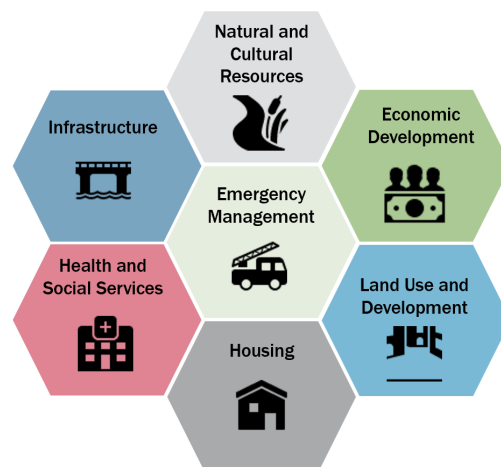 Natural and
Cultural
Resources
Infrastructure
Economic
Development
Emergency
Management
Health and
Social Services
Land Use and
Development
Housing